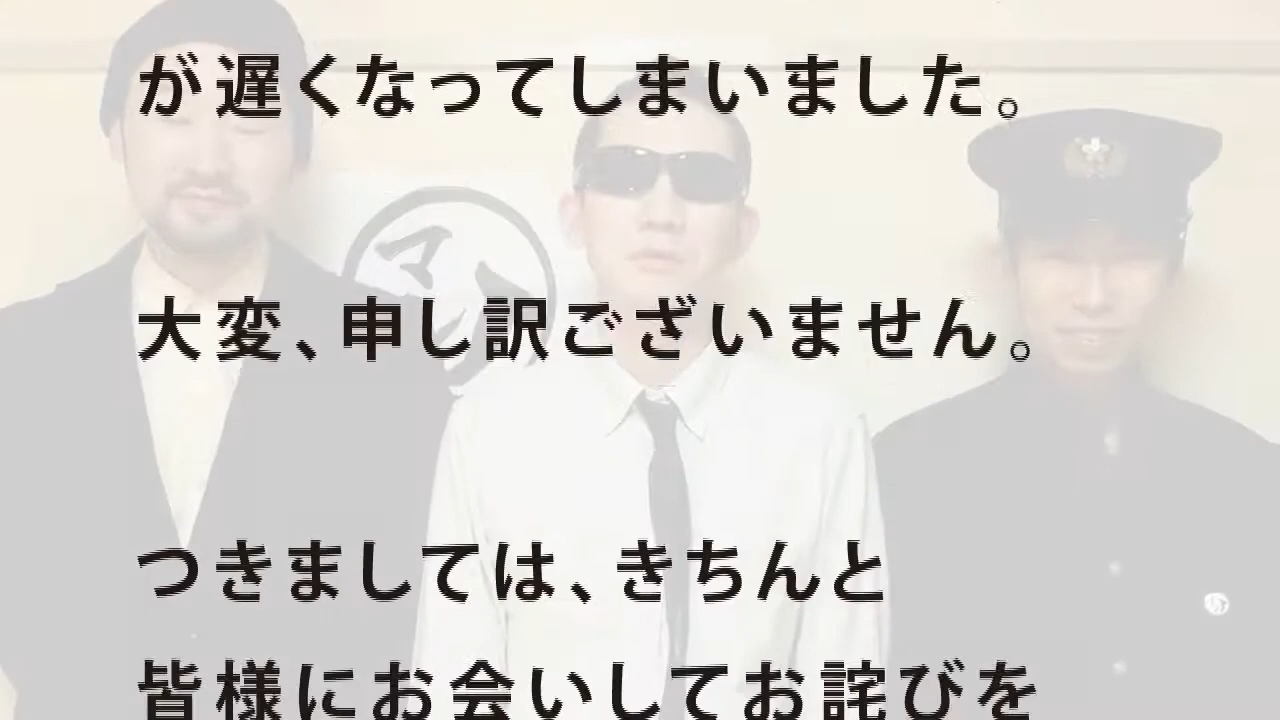 が遅くなってしまいました。
マ
大変、申し訳ございません。
つきましては、きちんと
皆様にお会いしてお詫びを